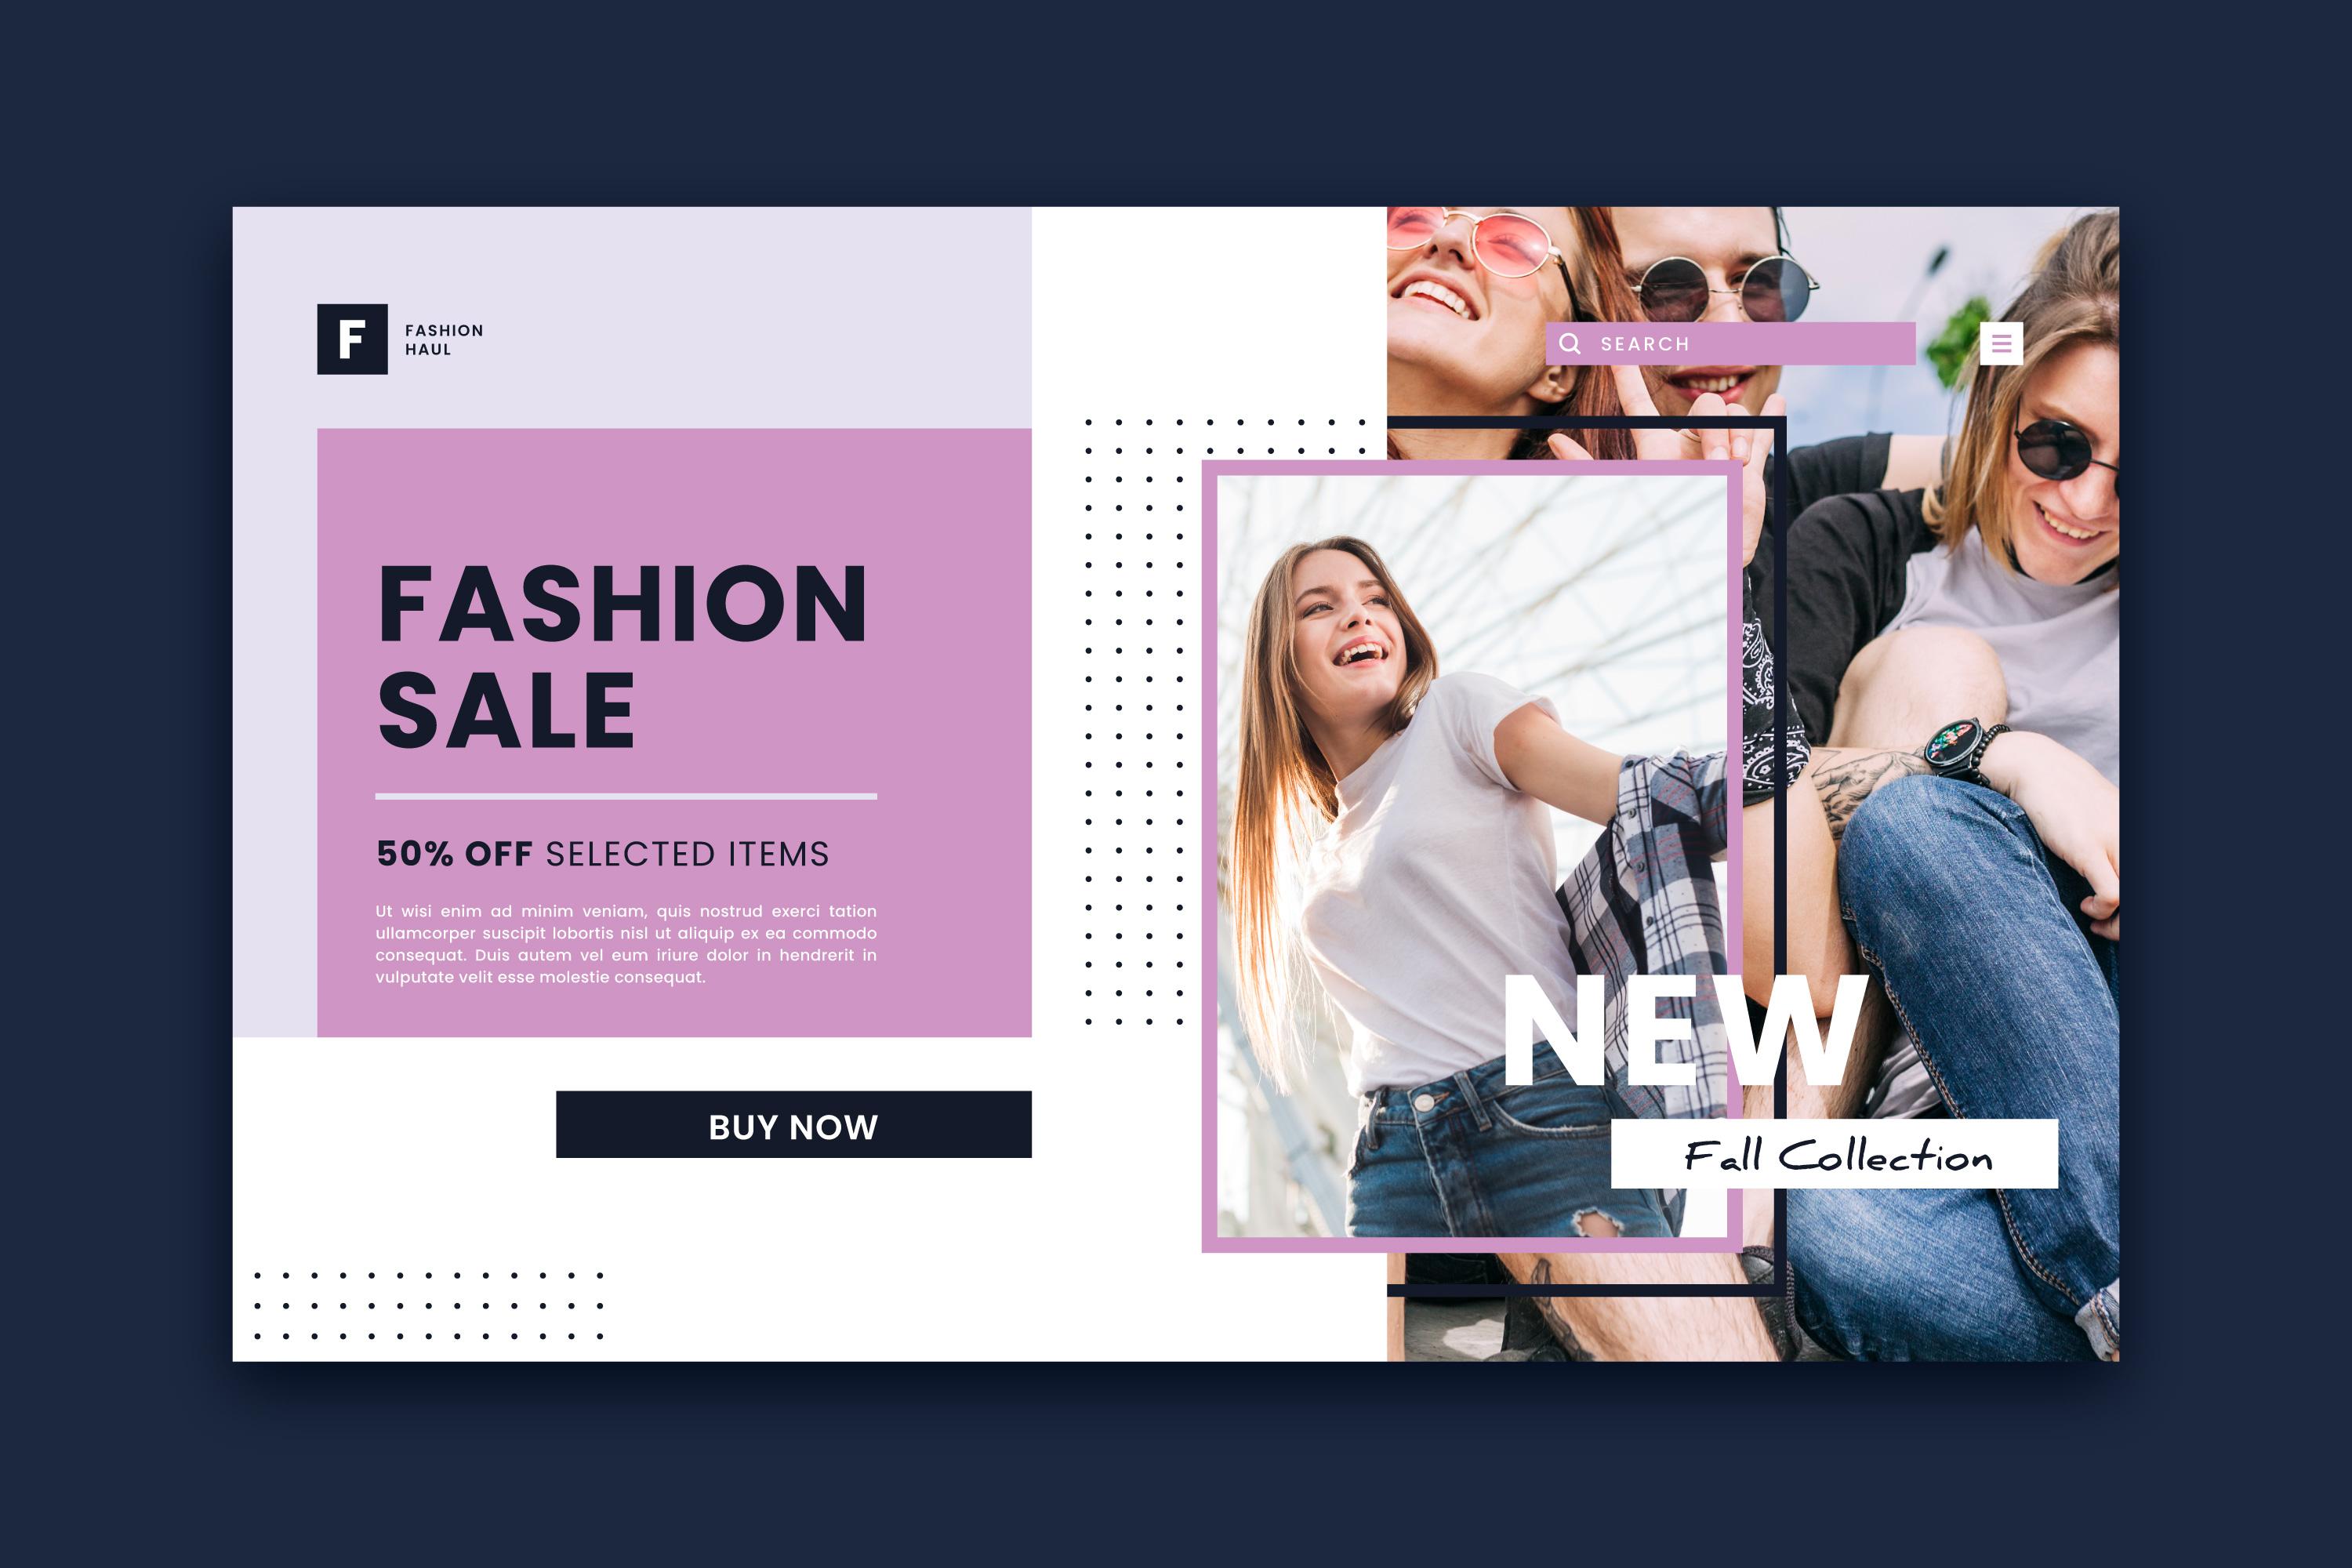 F
FASHION
HAUL
SEARCH
FASHION
SALE
50% OFF SELECTED ITEMS
Ut wisi enim ad minim veniam, quis nostrud exerci tation
ullamcorper suscipit lobortis nisl ut aliquip ex ea commodo
consequat. Duis autem vel eum iriure dolor in hendrerit in
vulputate velit esse molestie consequat.
BUY NOW
NEW
Fall Collection